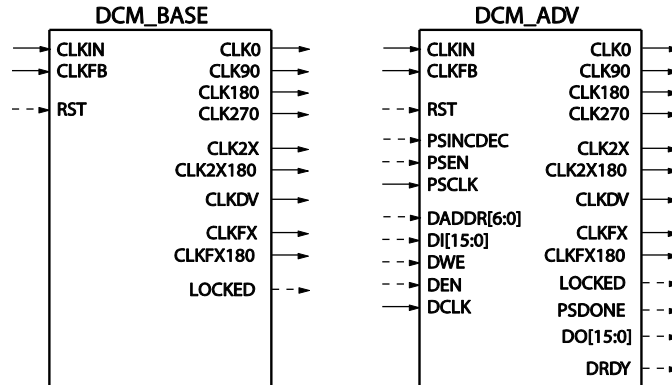 DCM_BASE
CLKIN CLK0
CLKFB CLK90
CLK180
RST CLK270
CLK2X
CLK2X180
CLKDV
CLKFX
CLKFX180
LOCKED
DCM_ADV
CLKIN CLK0
CLKFB CLK90
CLK180
RST CLK270
PSINCDEC CLK2X
PSEN CLK2X180
PSCLK CLKDV
DADDR[6:0]
DI[15:0] CLKFX
DWE CLKFX180
DEN LOCKED
DCLK PSDONE
DO[15:0]
DRDY